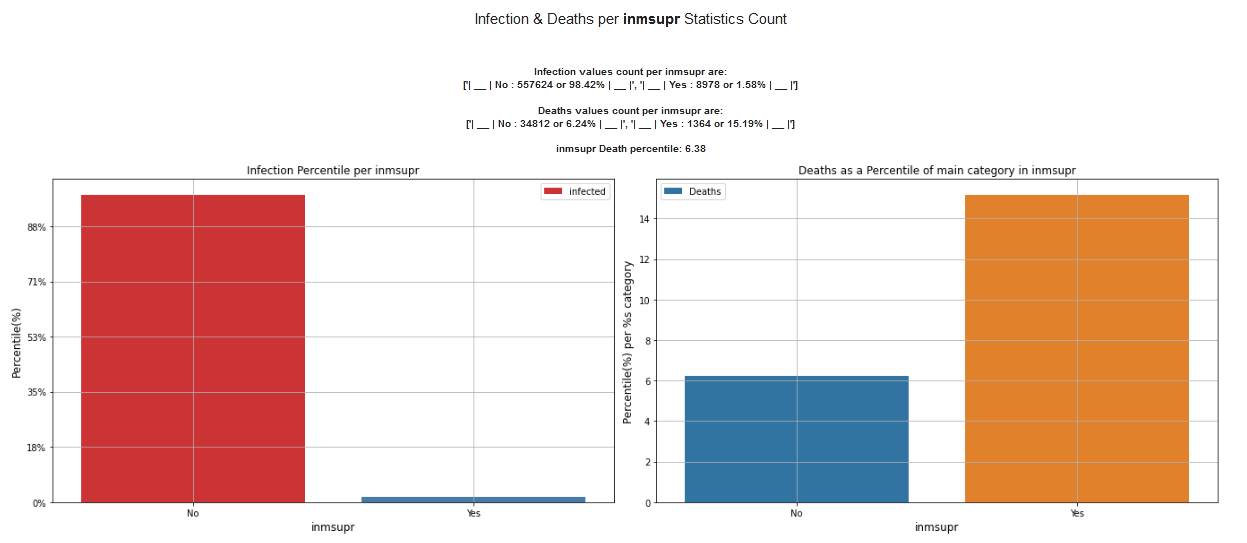 Infection & Deaths per inmsupr Statistics Count
Infection values count per inmsupr are:
['| __ | No : 557624 or 98.42% | __ |', '| __ | Yes : 8978 or 1.58% | __ |']
Deaths values count per inmsupr are:
['| __ | No : 34812 or 6.24% | __ |', '| __ | Yes : 1364 or 15.19% | __ |']
inmsupr Death percentile: 6.38
Infection Percentile per inmsupr
infected
88%
71%
53%
35%
18%
0%
Percentile(%)
No
Yes
inmsupr
Deaths as a Percentile of main category in inmsupr
Deaths
14
12
10
8
6
4
2
0
Percentile(%) per %s category
No
Yes
inmsupr